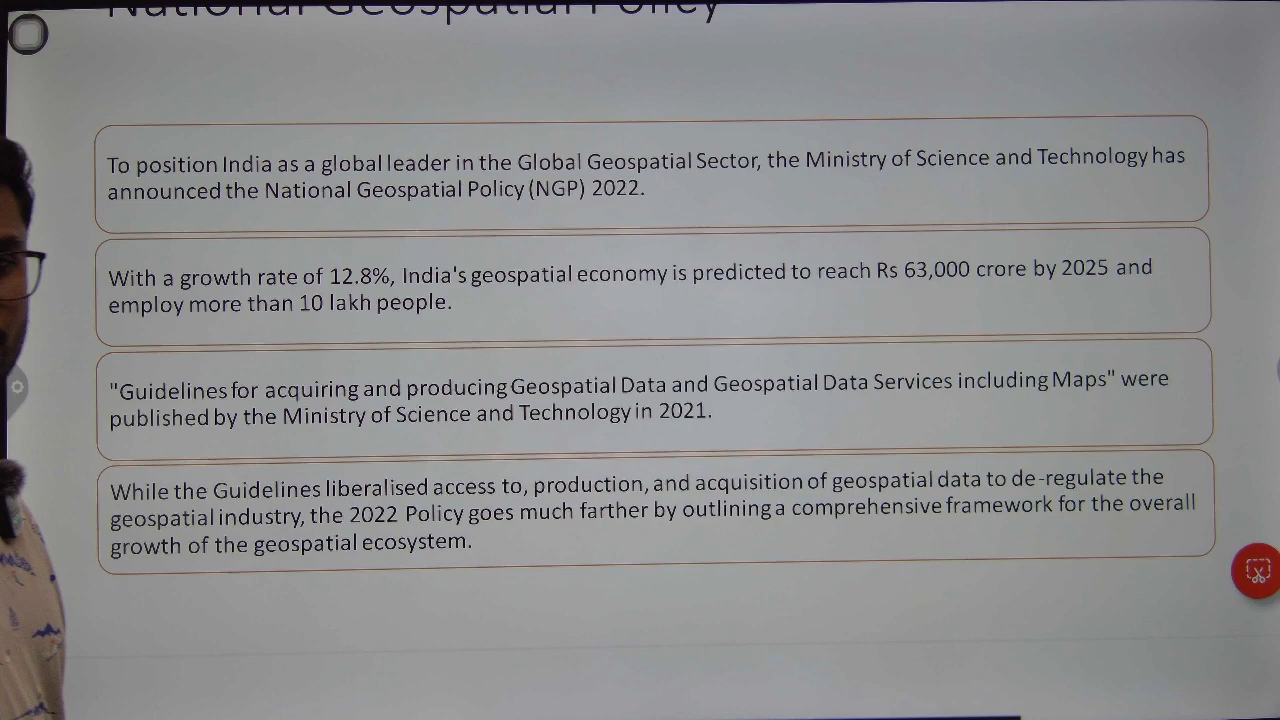 National Geospatial Policy
To position India as a global leader in the Global Geospatial Sector, the Ministry of Science and Technology has
announced the National Geospatial Policy (NGP) 2022.
With a growth rate of 12.8%, India's geospatial economy is predicted to reach Rs 63,000 crore by 2025 and
employ more than 10 lakh people.
"Guidelines for acquiring and producing Geospatial Data and Geospatial Data Services including Maps" were
published by the Ministry of Science and Technology in 2021.
While the Guidelines liberalised access to, production, and acquisition of geospatial data to de-regulate the
geospatial industry, the 2022 Policy goes much farther by outlining a comprehensive framework for the overall
growth of the geospatial ecosystem.